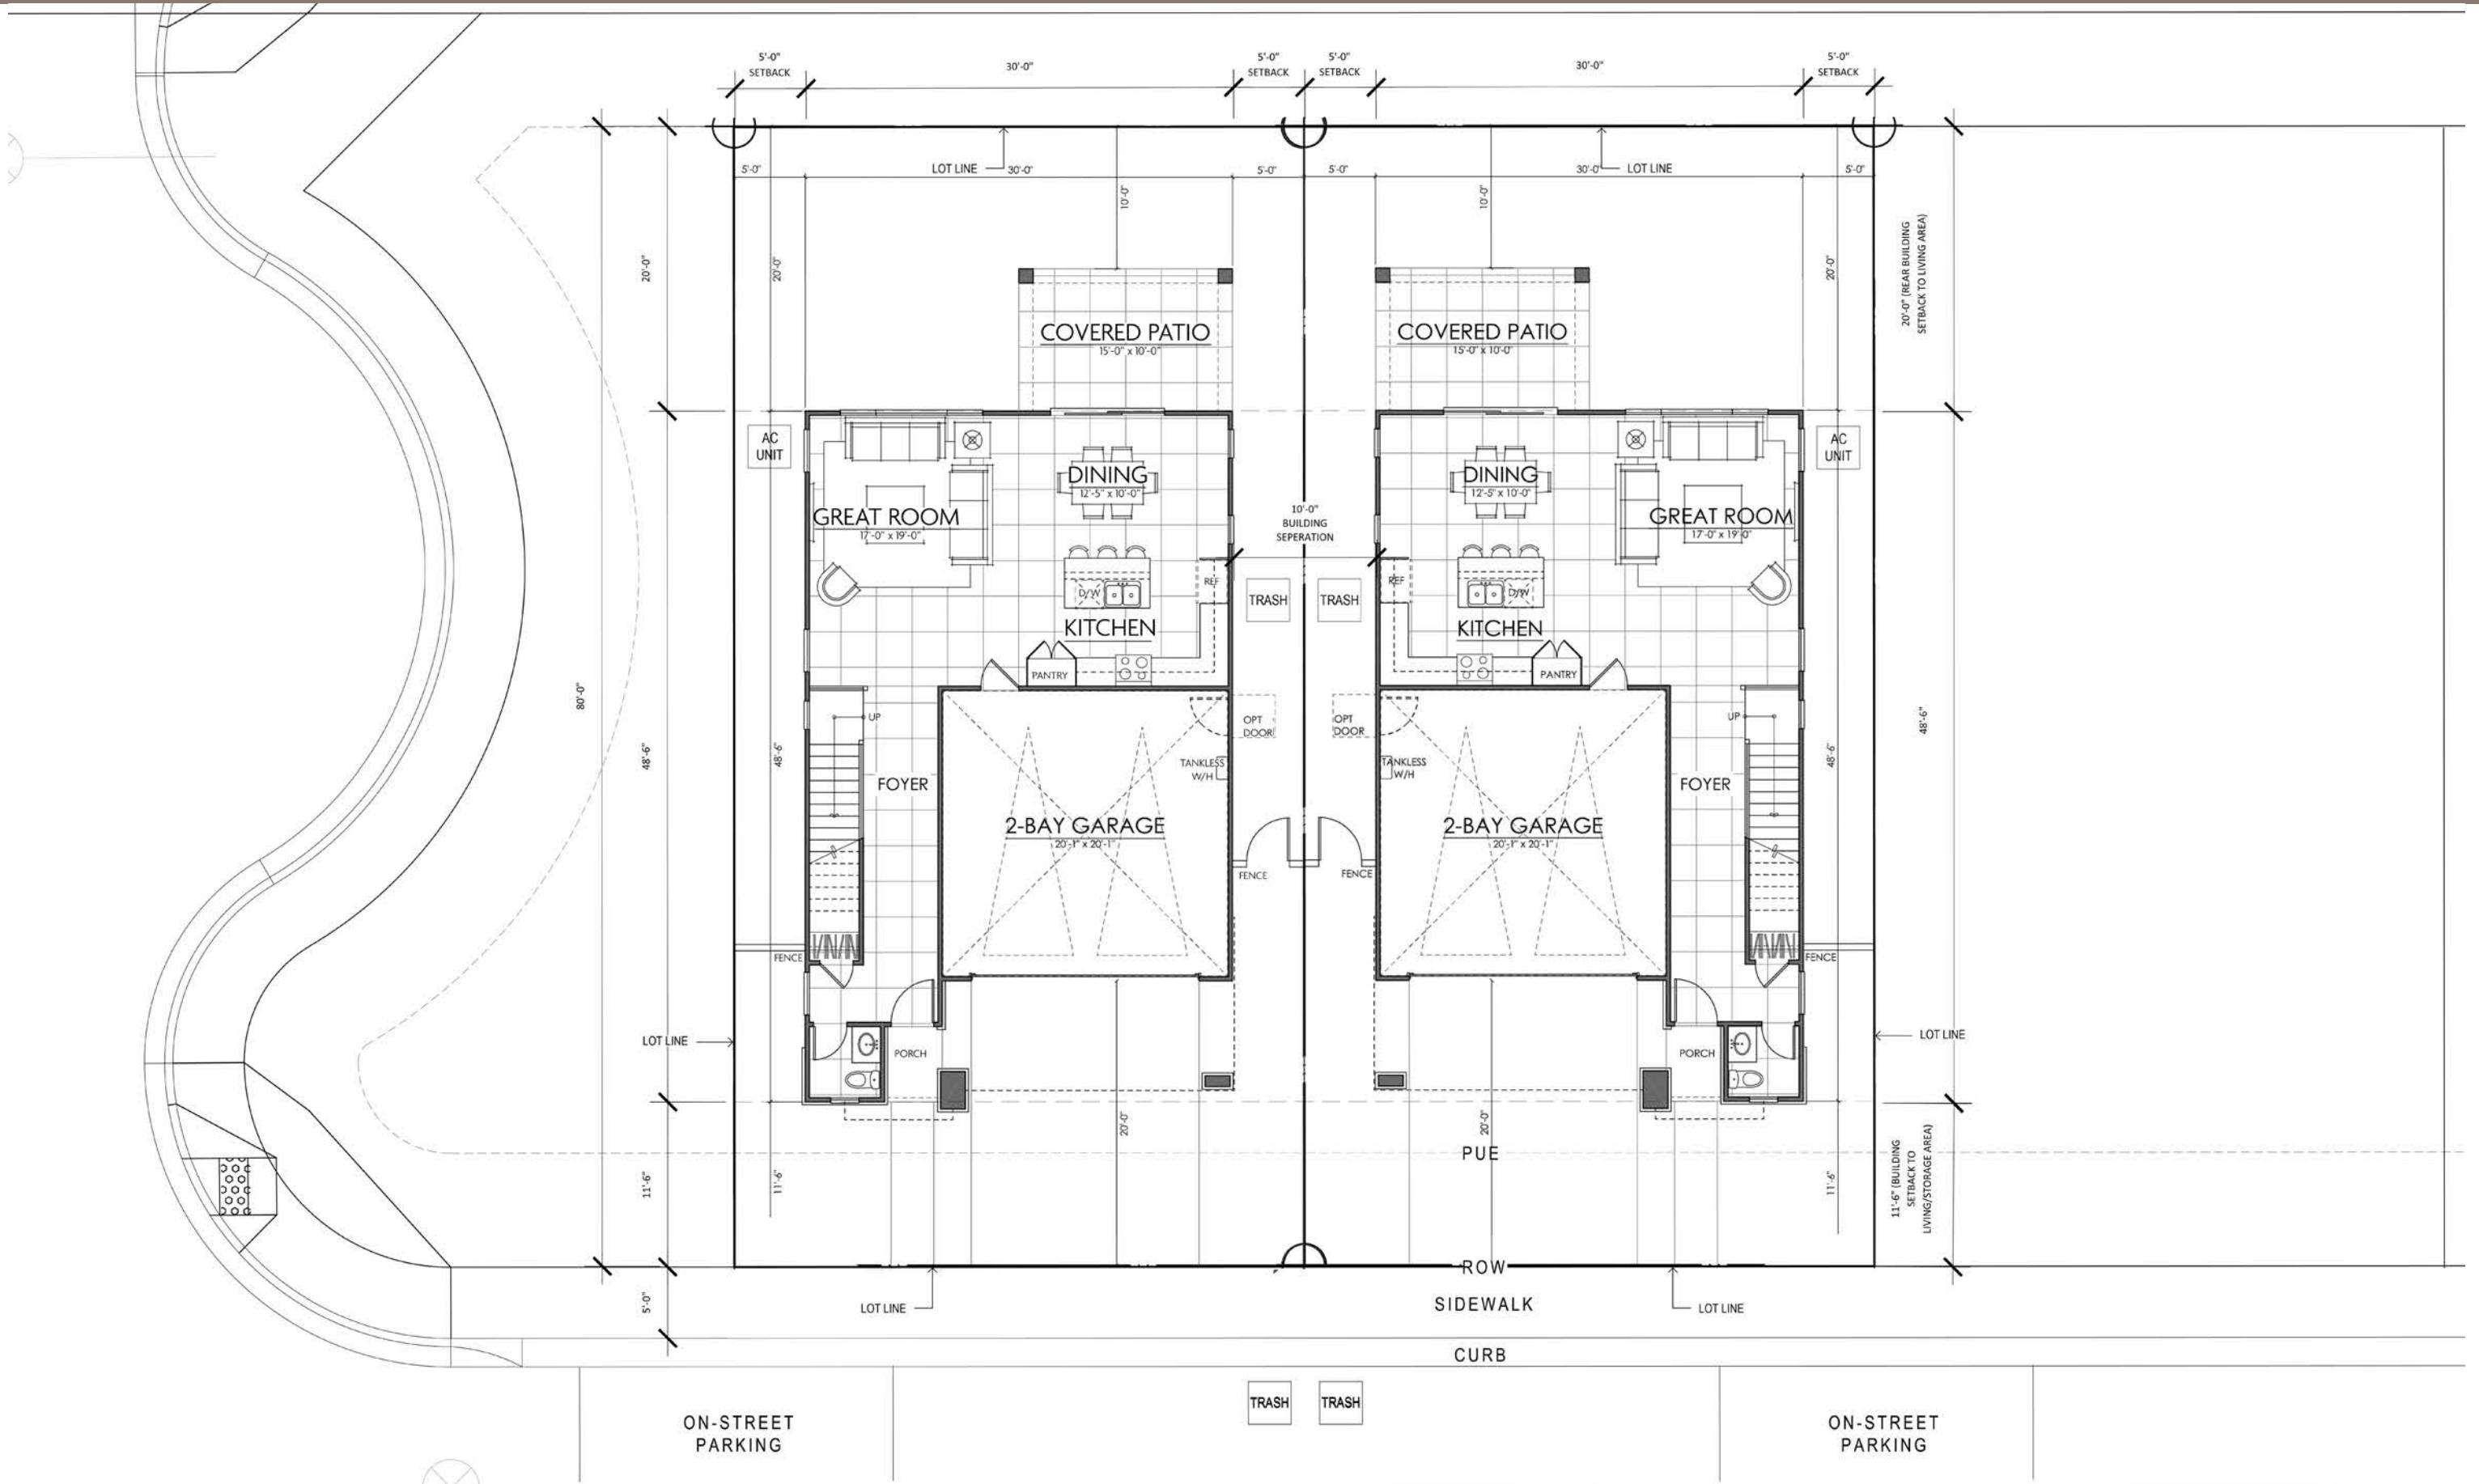 5'-0"
SETBACK
30'-0"
5'-0"
SETBACK
5'-0"
SETBACK
30'-0"
5'-0"
SETBACK
5'-0"
LOT LINE
30'-0"
5'-0"
5'-0"
30'-0"
LOT LINE
5'-0"
10'-0"
10'-0"
20'-0"
20'-0"
20'-0"
20'-0" (REAR BUILDING
SETBACK TO LIVING AREA)
COVERED PATIO
15'-0" x 10'-0"
COVERED PATIO
15'-0" x 10'-0"
AC
UNIT
DINING
12'-5" x 10'-0"
GREAT ROOM
17'-0" x 19'-0"
10'-0"
BUILDING
SEPERATION
DINING
12'-5" x 10'-0"
GREAT ROOM
17'-0" x 19'-0"
AC
UNIT
D/W
REF
TRASH
TRASH
REF
D/W
KITCHEN
KITCHEN
PANTRY
PANTRY
80'-0"
48'-6"
48'-6"
UP
OPT
DOOR
OPT
DOOR
UP
48'-6"
48'-6"
TANKLESS
W/H
TANKLESS
W/H
FOYER
FOYER
2-BAY GARAGE
20'-1" x 20'-1"
2-BAY GARAGE
20'-1" x 20'-1"
FENCE
FENCE
FENCE
FENCE
LOT LINE
PORCH
PORCH
LOT LINE
20'-0"
20'-0"
PUE
11'-6"
11'-6"
11'-6"
11'-6" (BUILDING
SETBACK TO
LIVING/STORAGE AREA)
ROW
5'-0"
LOT LINE
SIDEWALK
LOT LINE
CURB
TRASH
TRASH
ON-STREET
PARKING
ON-STREET
PARKING